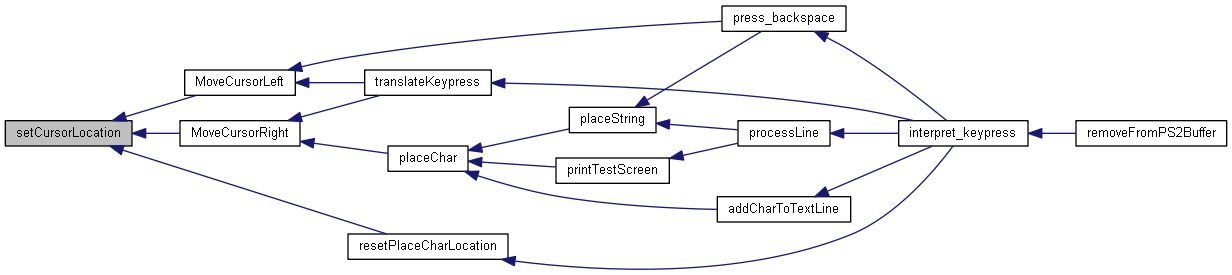 press_backspace
MoveCursorLeft
translateKeypress
placeString
setCursorLocation
MoveCursorRight
processLine
interpret_keypress
removeFromPS2Buffer
placeChar
printTestScreen
addCharToTextLine
resetPlaceCharLocation